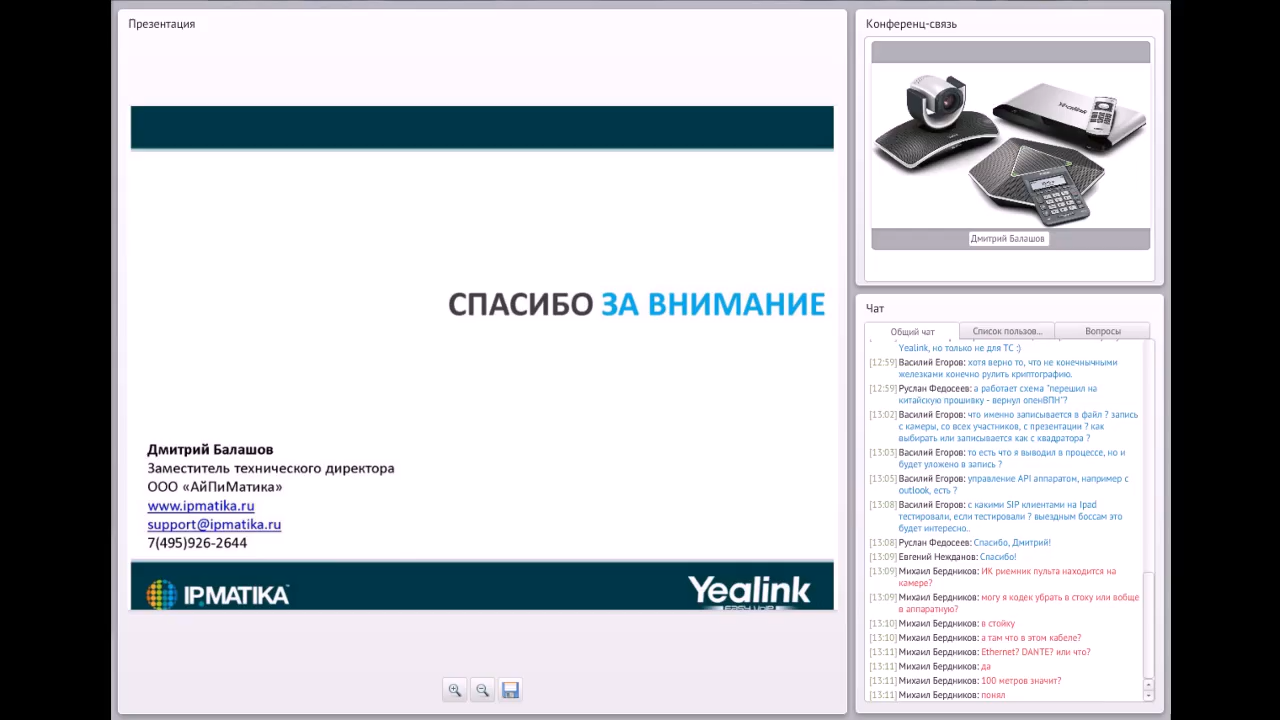 Презентация
СПАСИБО ЗА ВНИМАНИЕ
Дмитрий Балашов
Заместитель технического директора
ООО «АйПиМатика»
www.ipmatika.ru
support@ipmatika.ru
7(495)926-2644
IPMATIKA
Yealink
Конференц-связь
Yealink
Дмитрий Балашов
Чат
Общий чат
Список пользов...
Вопросы
Yealink, но только не для ТС :)
[12:59] Василий Егоров: хотя верно то, что не конечнычными
железками конечно рулить криптографию.
[12:59] Руслан Федосеев: а работает схема "перешил на
китайскую прошивку - вернул опенВПН"?
[13:02] Василий Егоров: что именно записывается в файл ? запись
с камеры, со всех участников, с презентации ? как
выбирать или записывается как с квадратора ?
[13:03] Василий Егоров: то есть что я выводил в процессе, но и
будет уложено в запись ?
[13:05] Василий Егоров: управление API аппаратом, например с
outlook, есть ?
[13:08] Василий Егоров: с какими SIP клиентами на Ipad
тестировали, если тестировали ? выездным боссам это
будет интересно..
[13:08] Руслан Федосеев: Спасибо, Дмитрий!
[13:09] Евгений Нежданов: Спасибо!
[13:09] Михаил Бердников: ИК риемник пульта находится на
камере?
[13:09] Михаил Бердников: могу я кодек убрать в стоку или вобще
в аппаратную?
[13:10] Михаил Бердников: в стойку
[13:10] Михаил Бердников: а там что в этом кабеле?
[13:11] Михаил Бердников: Ethernet? DANTE? или что?
[13:11] Михаил Бердников: да
[13:11] Михаил Бердников: 100 метров значит?
[13:11] Михаил Бердников: понял